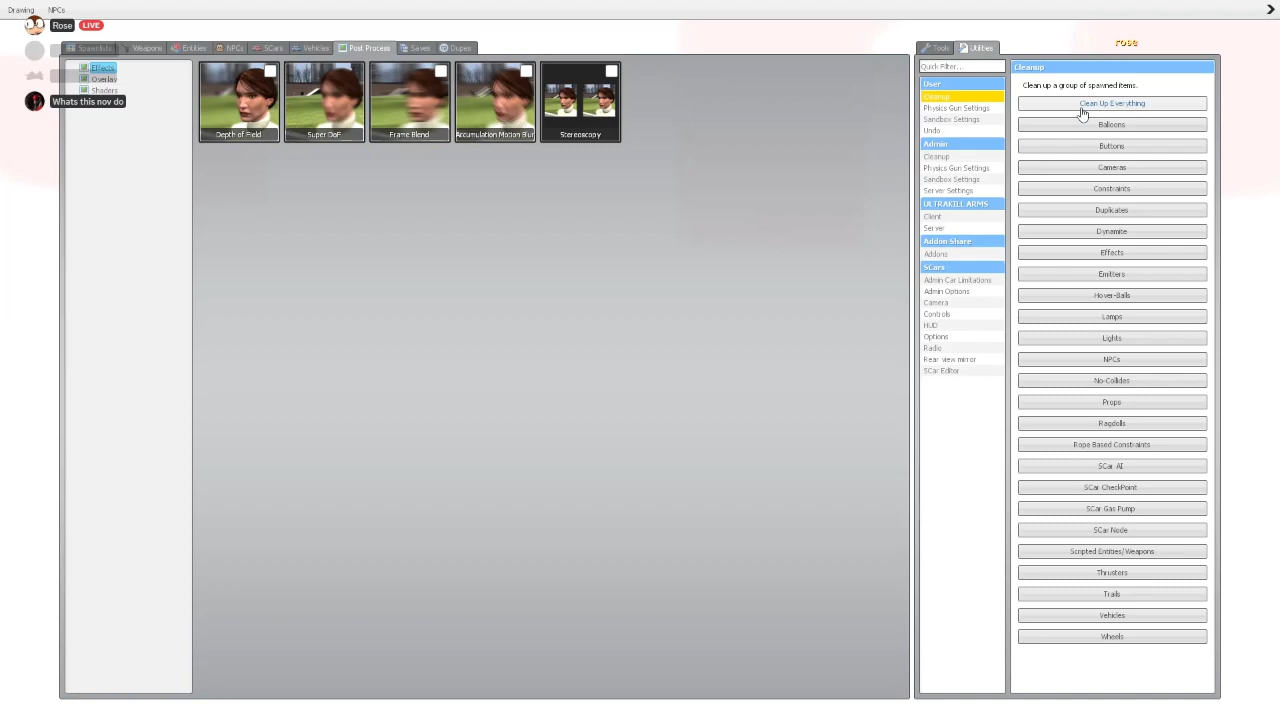 Drawing NPCs
Rose LIVE
Whats this nov do
Spawnlists Weapons Entities NPCs SCars Vehicles Post Process Saves Dupes
Effects
Overlay
Shaders
Depth of Field Super DoF Frame Blend Accumulation Motion Blur Stereoscopy
rose
Tools Utilities
Quick Filter...
User
Cleanup
Physics Gun Settings
Sandbox Settings
Undo
Admin
Cleanup
Physics Gun Settings
Sandbox Settings
Server Settings
ULTRAKILL ARMS
Client
Server
Addon Share
Addons
SCars
Admin Car Limitations
Admin Options
Camera
Controls
HUD
Options
Radio
Rear view mirror
SCar Editor
Cleanup
Clean up a group of spawned items.
Clean Up Everything
Balloons
Buttons
Cameras
Constraints
Duplicates
Dynamite
Effects
Emitters
Hover-Balls
Lamps
Lights
NPCs
No-Collides
Props
Ragdolls
Rope Based Constraints
SCar AI
SCar CheckPoint
SCar Gas Pump
SCar Node
Scripted Entities/Weapons
Thrusters
Trails
Vehicles
Wheels